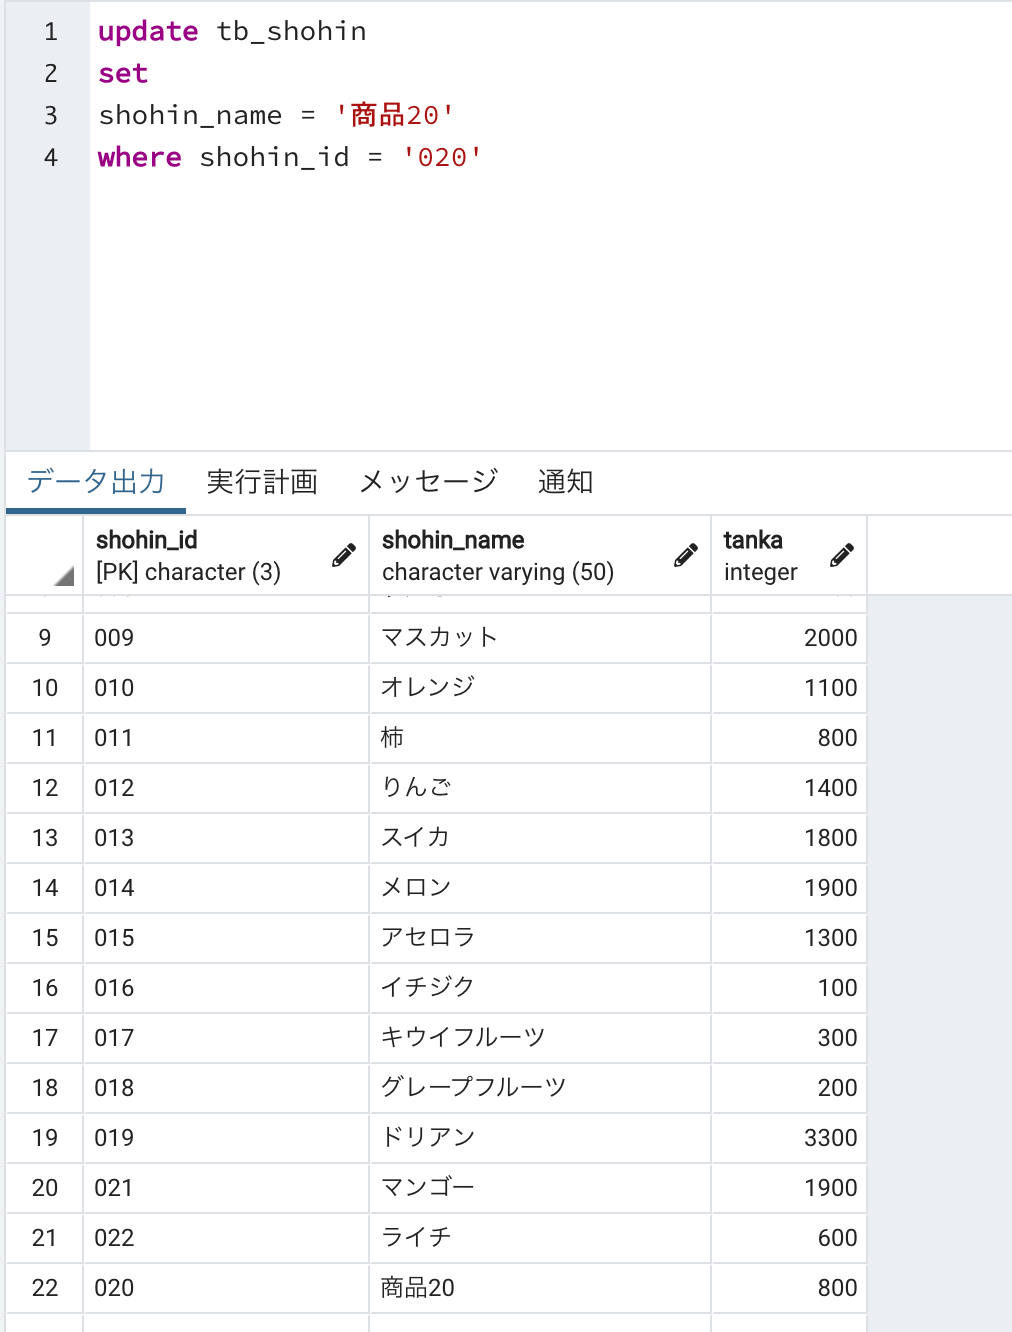 1 update tb_shohin
2 set
3 shohin_name = '商品20'
4 where shohin_id = '020'
データ出力 実行計画 メッセージ 通知
shohin_id shohin_name tanka
[PK] character (3) character varying (50) integer
9 009 マスカット 2000
10 010 オレンジ 1100
11 011 柿 800
12 012 りんご 1400
13 013 スイカ 1800
14 014 メロン 1900
15 015 アセロラ 1300
16 016 イチジク 100
17 017 キウイフルーツ 300
18 018 グレープフルーツ 200
19 019 ドリアン 3300
20 021 マンゴー 1900
21 022 ライチ 600
22 020 商品20 800